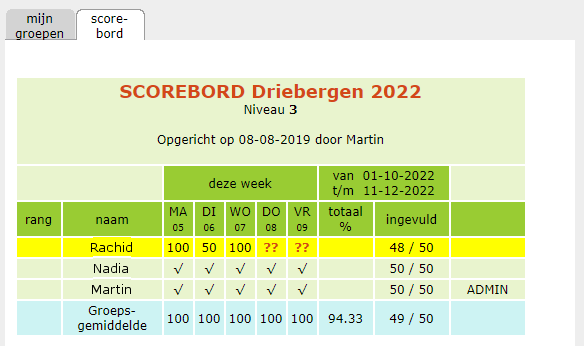 mijn groepen
score-bord
SCOREBORD Driebergen 2022
Niveau 3
Opgericht op 08-08-2019 door Martin
deze week
van 01-10-2022
t/m 11-12-2022
rang naam MA 05 DI 06 WO 07 DO 08 VR 09 totaal % ingevuld
Rachid 100 50 100 ?? ?? 48 / 50
Nadia √ √ √ √ √ 50 / 50
Martin √ √ √ √ √ 50 / 50 ADMIN
Groeps-gemiddelde 100 100 100 100 100 94.33 49 / 50